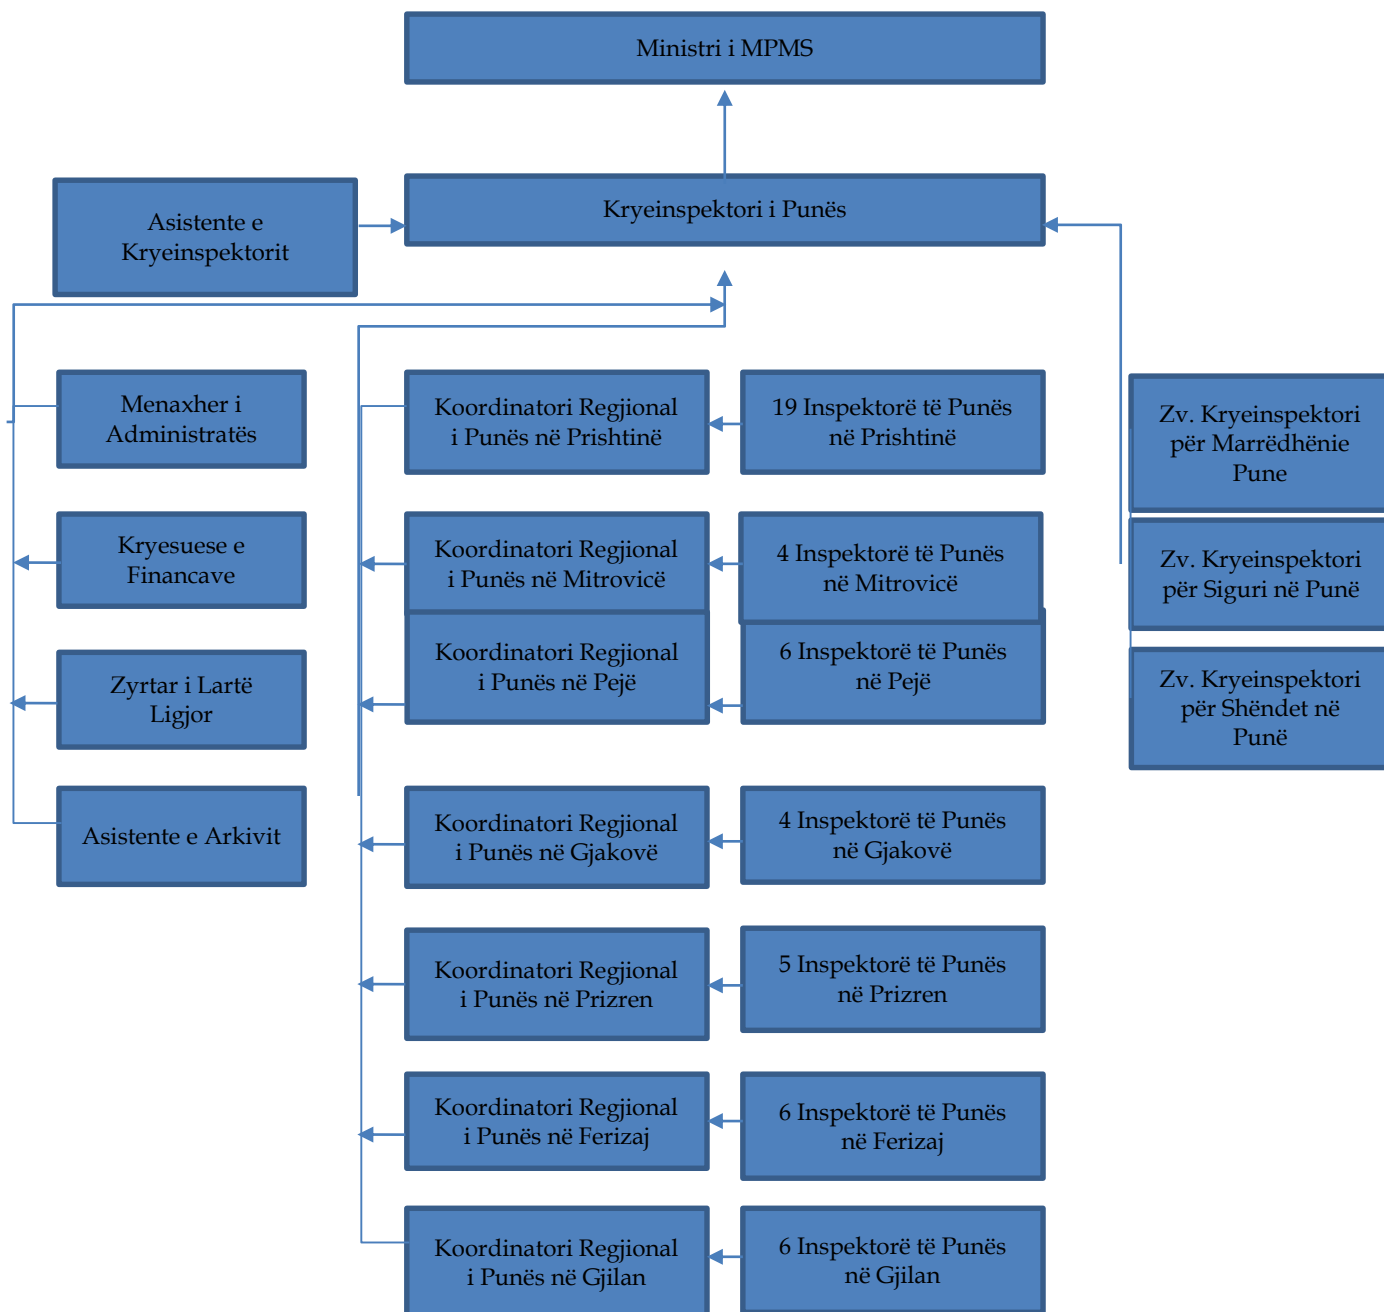 Ministri i MPMS
Kryeinspektori i Punës
Asistente e
Kryeinspektorit
Menaxher i
Administratës
Kryesuese e
Financave
Zyrtar i Lartë
Ligjor
Asistente e Arkivit
Koordinatori Regjional
i Punës në Prishtinë
19 Inspektorë të Punës
në Prishtinë
Koordinatori Regjional
i Punës në Mitrovicë
4 Inspektorë të Punës
në Mitrovicë
Koordinatori Regjional
i Punës në Pejë
6 Inspektorë të Punës
në Pejë
Koordinatori Regjional
i Punës në Gjakovë
4 Inspektorë të Punës
në Gjakovë
Koordinatori Regjional
i Punës në Prizren
5 Inspektorë të Punës
në Prizren
Koordinatori Regjional
i Punës në Ferizaj
6 Inspektorë të Punës
në Ferizaj
Koordinatori Regjional
i Punës në Gjilan
6 Inspektorë të Punës
në Gjilan
Zv. Kryeinspektori
për Marrëdhënie
Pune
Zv. Kryeinspektori
për Siguri në Punë
Zv. Kryeinspektori
për Shëndet në
Punë